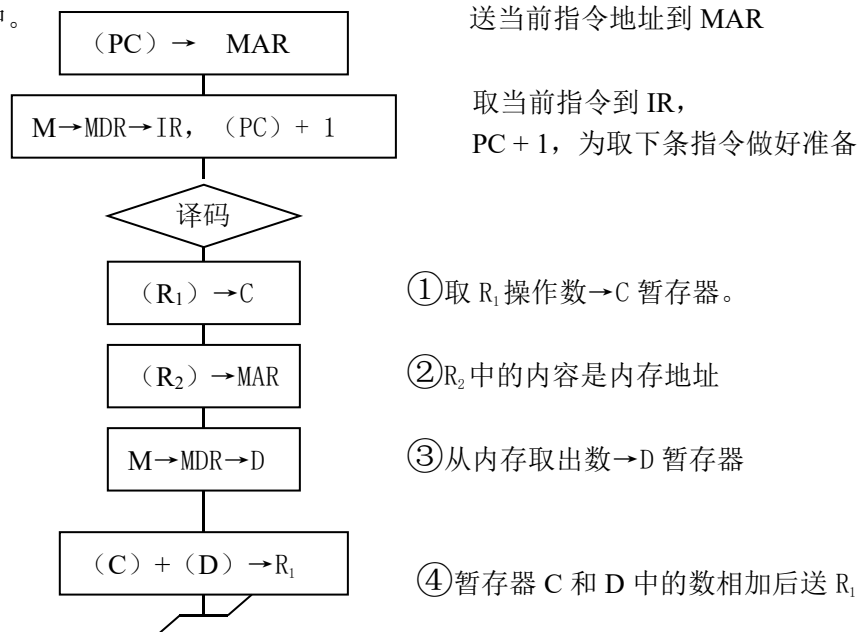 中。
（PC）→ MAR
送当前指令地址到 MAR
M→MDR→IR，（PC）+ 1
取当前指令到 IR，
PC + 1，为取下条指令做好准备
译码
（R₁）→C
①取 R₁操作数→C 暂存器。
（R₂）→MAR
②R₂中的内容是内存地址
M→MDR→D
③从内存取出数→D 暂存器
（C）+（D）→R₁
④暂存器 C 和 D 中的数相加后送 R₁